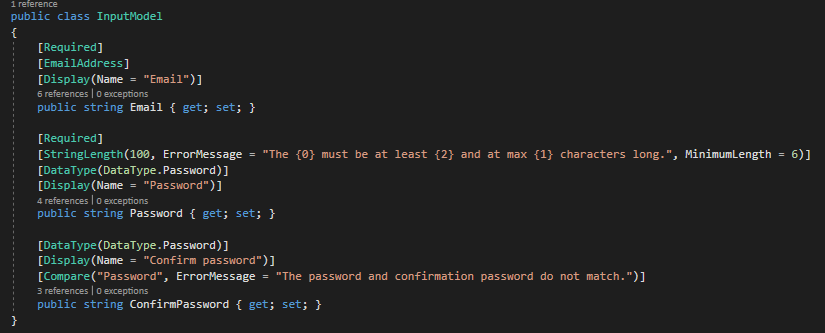 1 reference
public class InputModel
{
[Required]
[EmailAddress]
[Display(Name = "Email")]
6 references | 0 exceptions
public string Email { get; set; }
[Required]
[StringLength(100, ErrorMessage = "The {0} must be at least {2} and at max {1} characters long.", MinimumLength = 6)]
[DataType(DataType.Password)]
[Display(Name = "Password")]
4 references | 0 exceptions
public string Password { get; set; }
[DataType(DataType.Password)]
[Display(Name = "Confirm password")]
[Compare("Password", ErrorMessage = "The password and confirmation password do not match.")]
3 references | 0 exceptions
public string ConfirmPassword { get; set; }
}